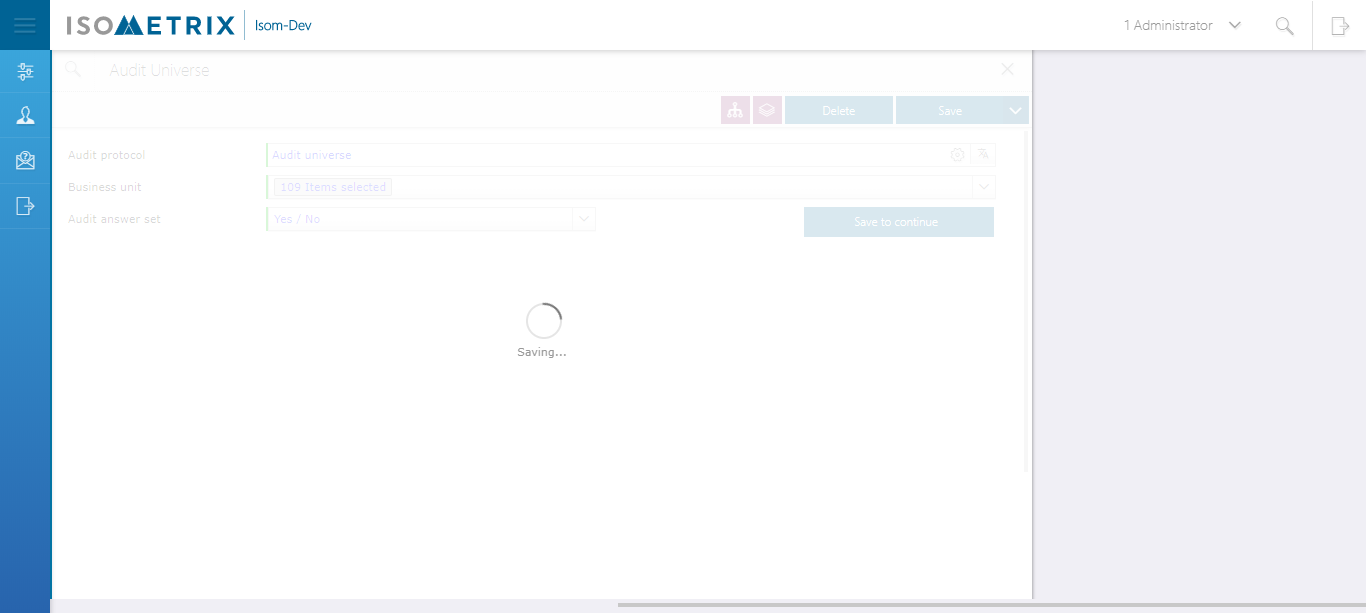 ISOMETRIX Isom-Dev 1 Administrator
Audit Universe
Delete Save
Audit protocol Audit universe
Business unit 109 Items selected
Audit answer set Yes / No Save to continue
Saving...